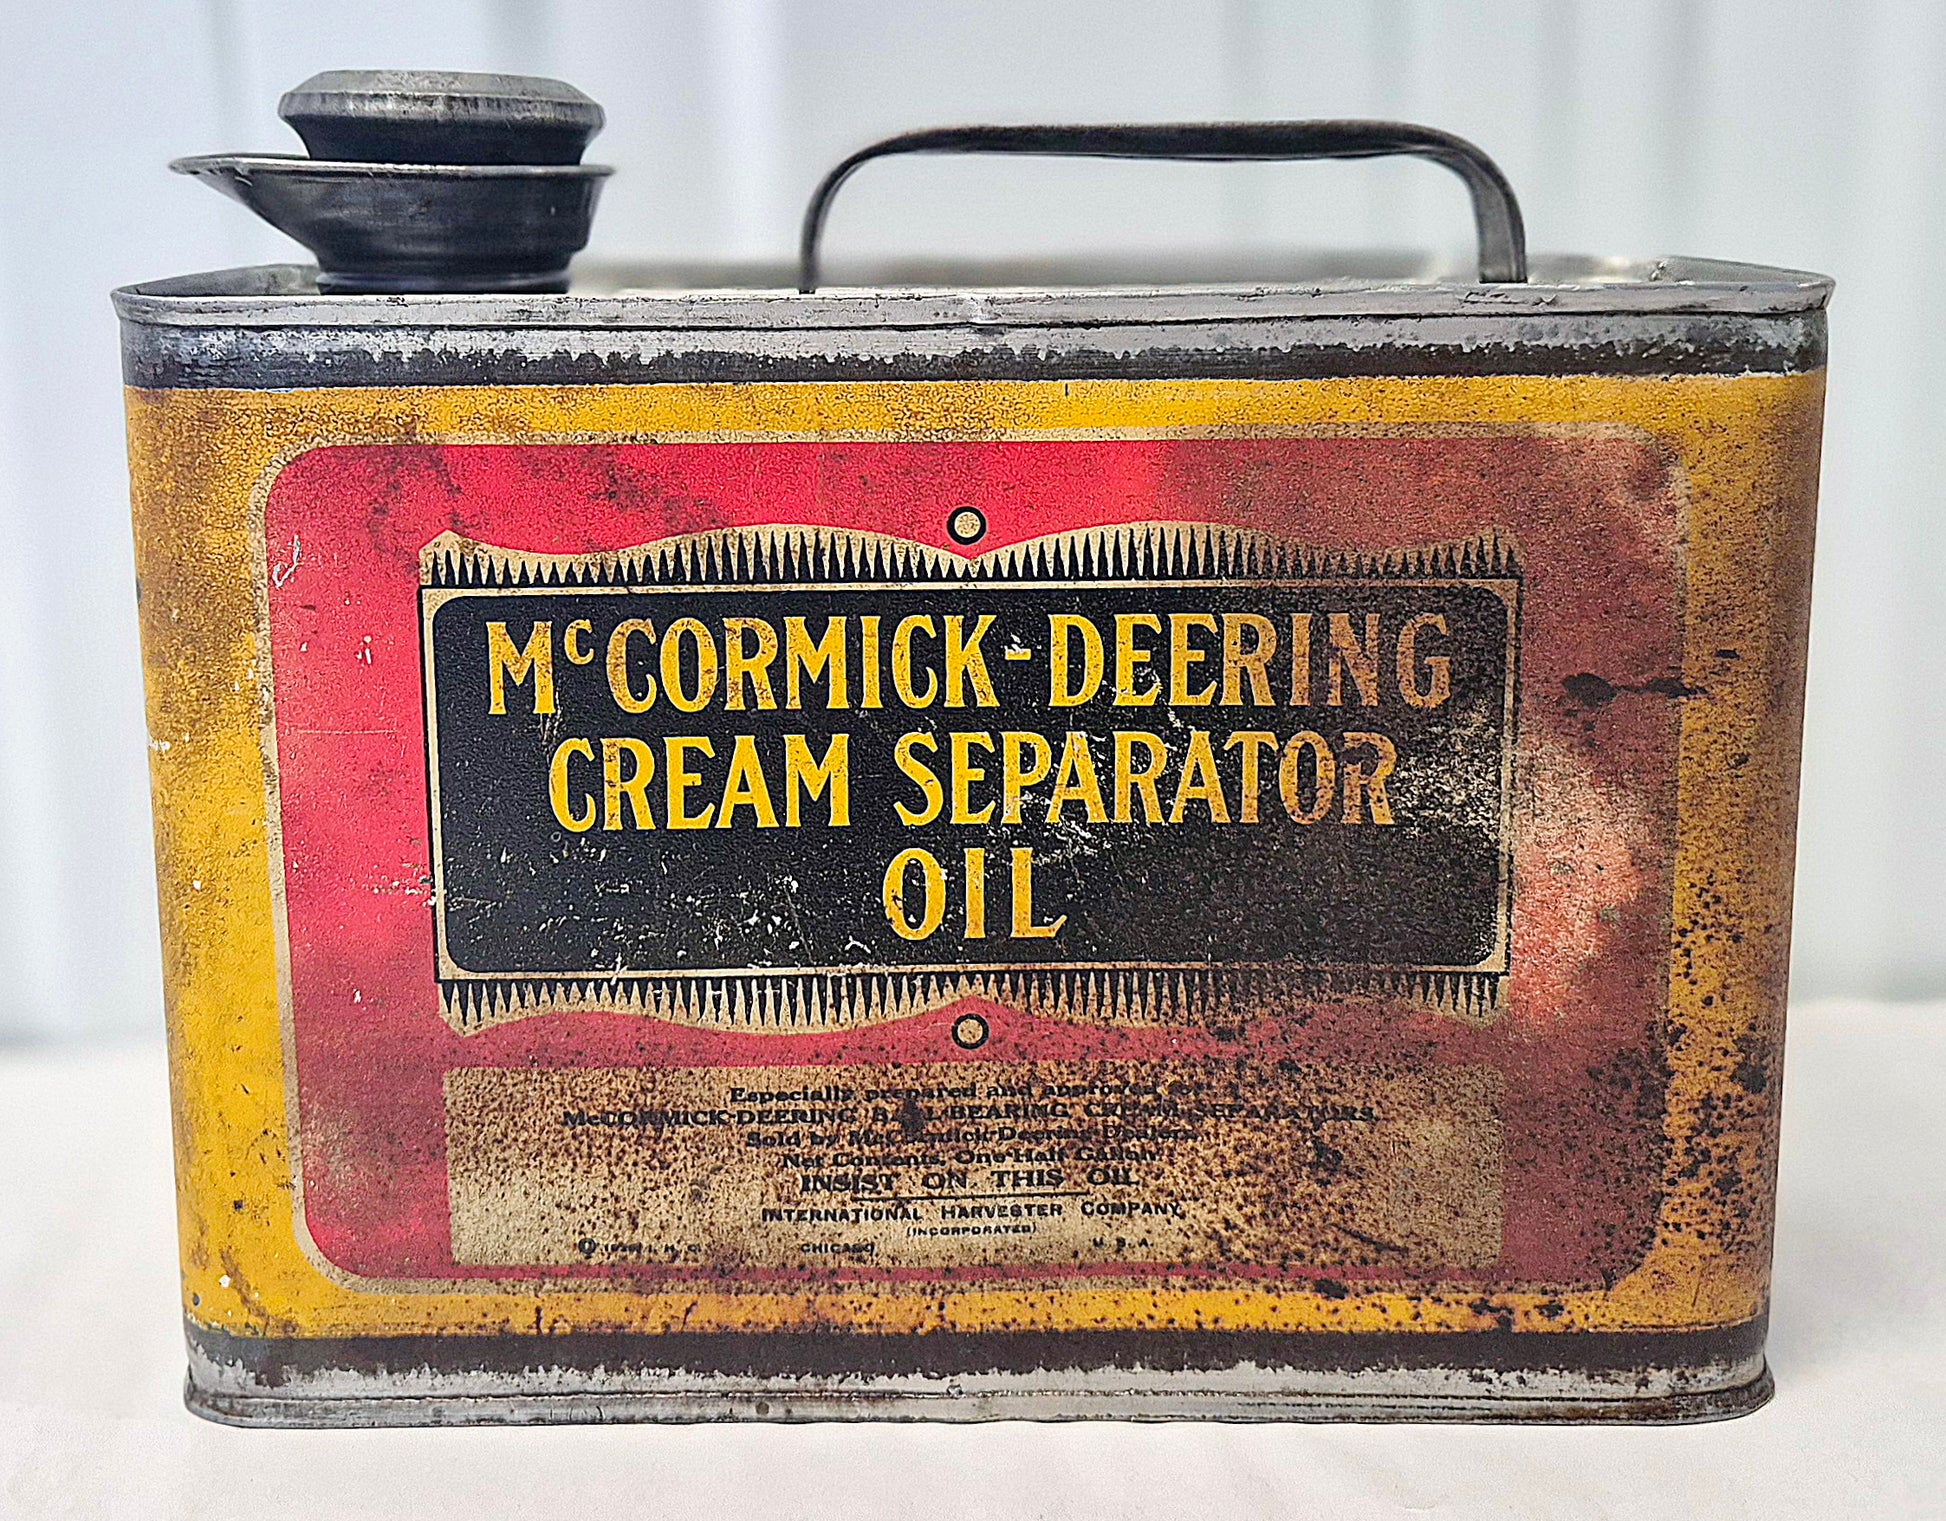 McCORMICK-DEERING
CREAM SEPARATOR
OIL
Especially prepared and approved for
McCORMICK-DEERING BALL-BEARING CREAM SEPARATORS
Sold by McCormick-Deering Dealers
Net Contents, One-Half Gallon
INSIST ON THIS OIL
INTERNATIONAL HARVESTER COMPANY
(INCORPORATED)
© I. H. C. CHICAGO U. S. A.